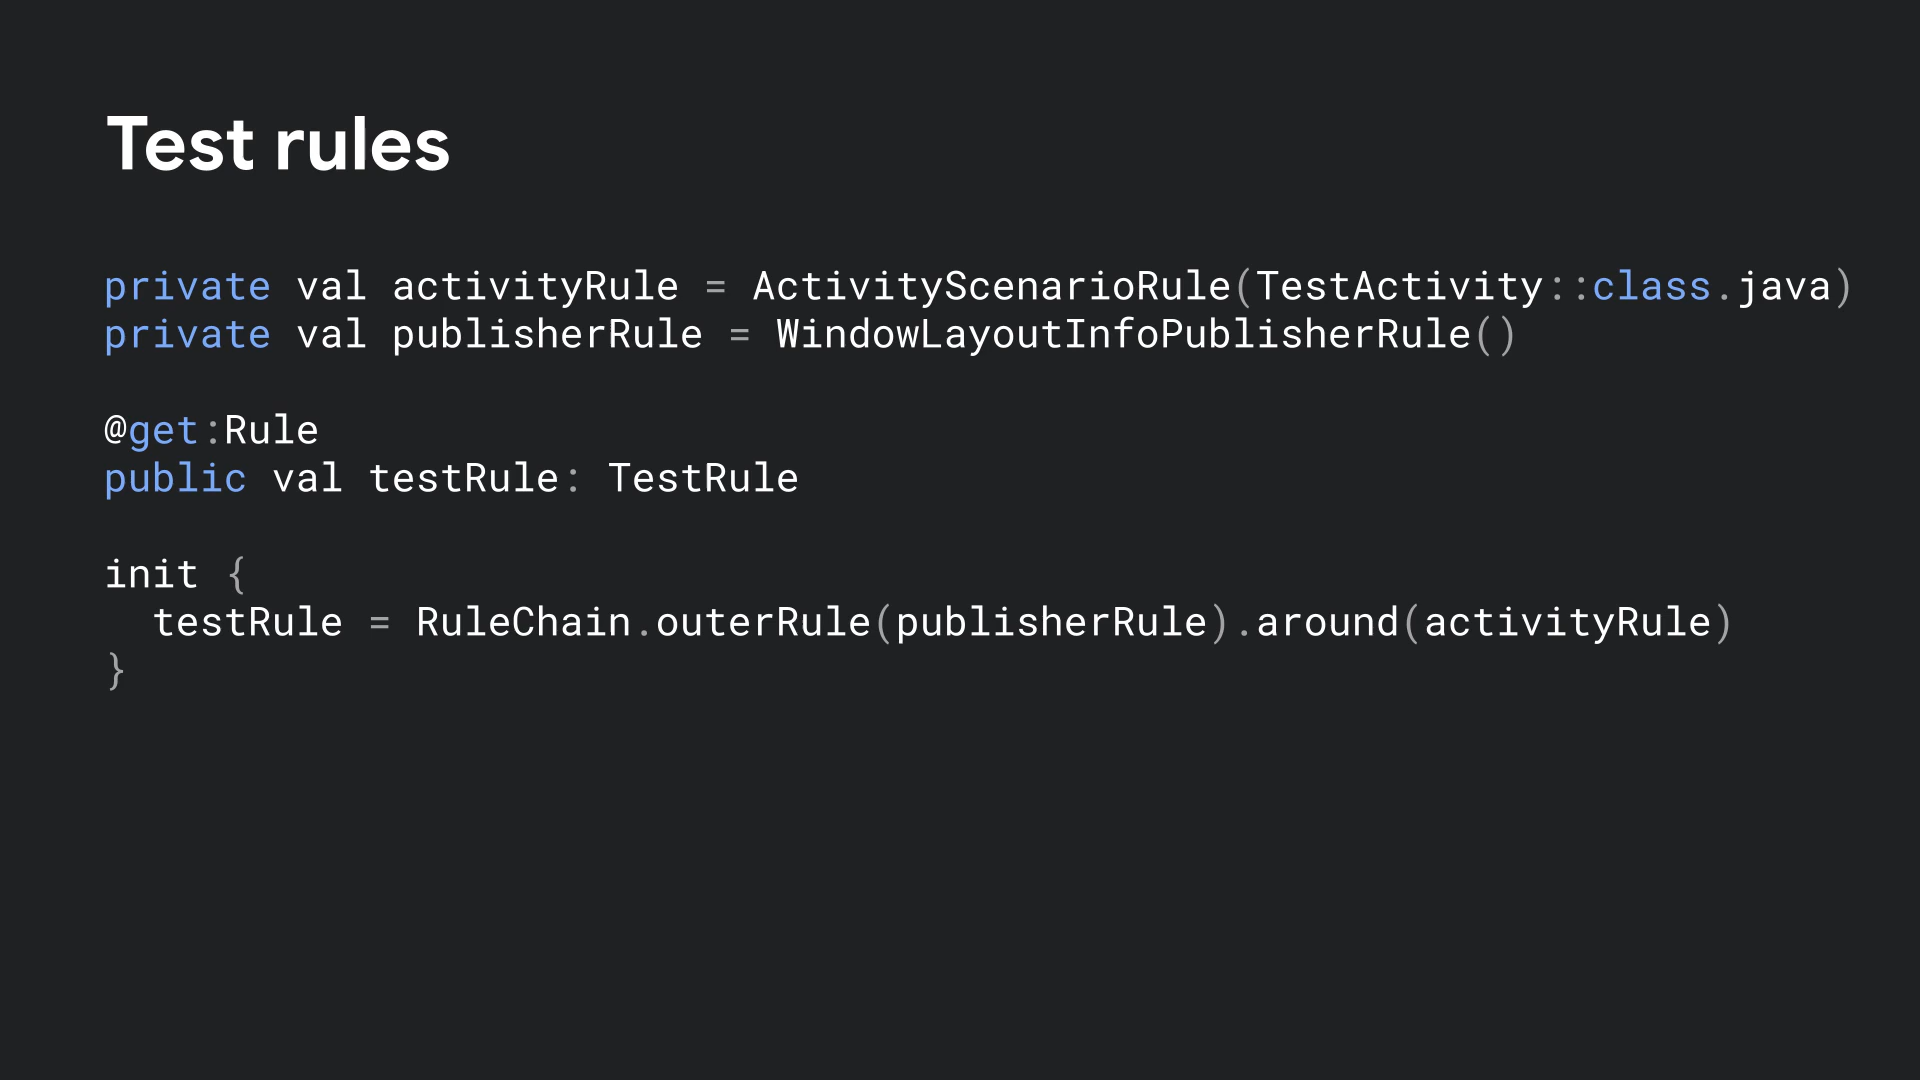 Test rules
private val activityRule = ActivityScenarioRule(TestActivity::class.java)
private val publisherRule = WindowLayoutInfoPublisherRule()
@get:Rule
public val testRule: TestRule
init {
testRule = RuleChain.outerRule(publisherRule).around(activityRule)
}